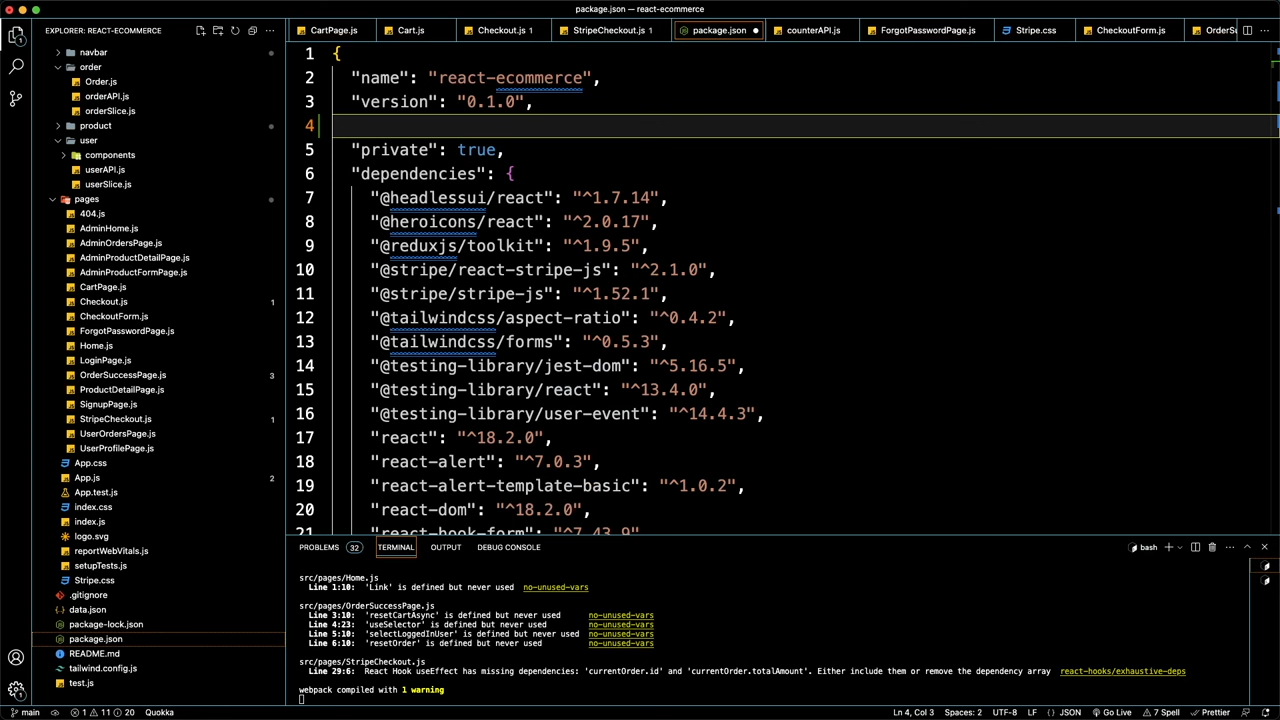 package.json — react-ecommerce
EXPLORER: REACT-ECOMMERCE
navbar
order
Order.js
orderAPI.js
orderSlice.js
product
user
components
userAPI.js
userSlice.js
pages
404.js
AdminHome.js
AdminOrdersPage.js
AdminProductDetailPage.js
AdminProductFormPage.js
CartPage.js
Checkout.js 1
CheckoutForm.js
ForgotPasswordPage.js
Home.js
LoginPage.js
OrderSuccessPage.js 3
ProductDetailPage.js
SignupPage.js
StripeCheckout.js 1
UserOrdersPage.js
UserProfilePage.js
App.css
App.js 2
App.test.js
index.css
index.js
logo.svg
reportWebVitals.js
setupTests.js
Stripe.css
.gitignore
data.json
package-lock.json
package.json
README.md
tailwind.config.js
test.js
CartPage.js Cart.js Checkout.js 1 StripeCheckout.js 1 package.json counterAPI.js ForgotPasswordPage.js Stripe.css CheckoutForm.js OrderSu
1 {
2 "name": "react-ecommerce",
3 "version": "0.1.0",
4
5 "private": true,
6 "dependencies": {
7 "@headlessui/react": "^1.7.14",
8 "@heroicons/react": "^2.0.17",
9 "@reduxjs/toolkit": "^1.9.5",
10 "@stripe/react-stripe-js": "^2.1.0",
11 "@stripe/stripe-js": "^1.52.1",
12 "@tailwindcss/aspect-ratio": "^0.4.2",
13 "@tailwindcss/forms": "^0.5.3",
14 "@testing-library/jest-dom": "^5.16.5",
15 "@testing-library/react": "^13.4.0",
16 "@testing-library/user-event": "^14.4.3",
17 "react": "^18.2.0",
18 "react-alert": "^7.0.3",
19 "react-alert-template-basic": "^1.0.2",
20 "react-dom": "^18.2.0",
21 "react-hook-form": "^7.43.9"
PROBLEMS 32 TERMINAL OUTPUT DEBUG CONSOLE bash
src/pages/Home.js
Line 1:10: 'Link' is defined but never used no-unused-vars
src/pages/OrderSuccessPage.js
Line 3:10: 'resetCartAsync' is defined but never used no-unused-vars
Line 4:23: 'useSelector' is defined but never used no-unused-vars
Line 5:10: 'selectLoggedInUser' is defined but never used no-unused-vars
Line 6:10: 'resetOrder' is defined but never used no-unused-vars
src/pages/StripeCheckout.js
Line 29:6: React Hook useEffect has missing dependencies: 'currentOrder.id' and 'currentOrder.totalAmount'. Either include them or remove the dependency array react-hooks/exhaustive-deps
webpack compiled with 1 warning
1
main 1 11 20 Quokka Ln 4, Col 3 Spaces: 2 UTF-8 LF {} JSON Go Live 7 Spell Prettier